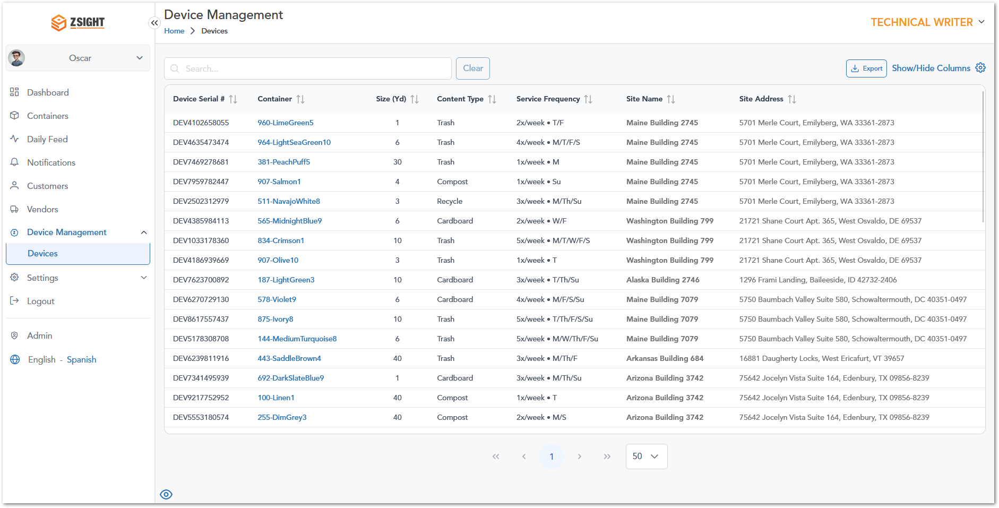 ZSIGHT
Device Management
Home Devices
TECHNICAL WRITER
Oscar
Dashboard
Containers
Daily Feed
Notifications
Customers
Vendors
Device Management
Devices
Settings
Logout
Admin
English - Spanish
Search...
Clear
Export
Show/Hide Columns
Device Serial # Container Size (Yd) Content Type Service Frequency Site Name Site Address
DEV4102658055 960-LimeGreen5 1 Trash 2x/week • T/F Maine Building 2745 5701 Merle Court, Emilyberg, WA 33361-2873
DEV4635473474 964-LightSeaGreen10 6 Trash 4x/week • M/T/F/S Maine Building 2745 5701 Merle Court, Emilyberg, WA 33361-2873
DEV7469278681 381-PeachPuff5 30 Trash 1x/week • M Maine Building 2745 5701 Merle Court, Emilyberg, WA 33361-2873
DEV7959782447 907-Salmon1 4 Compost 1x/week • Su Maine Building 2745 5701 Merle Court, Emilyberg, WA 33361-2873
DEV2502312979 511-NavajoWhite8 3 Recycle 3x/week • M/Th/Su Maine Building 2745 5701 Merle Court, Emilyberg, WA 33361-2873
DEV4385984113 565-MidnightBlue9 6 Cardboard 2x/week • W/F Washington Building 799 21721 Shane Court Apt. 365, West Osvaldo, DE 69537
DEV1033178360 834-Crimson1 10 Trash 5x/week • M/T/W/F/S Washington Building 799 21721 Shane Court Apt. 365, West Osvaldo, DE 69537
DEV4186939669 907-Olive10 3 Trash 1x/week • T Washington Building 799 21721 Shane Court Apt. 365, West Osvaldo, DE 69537
DEV7623700892 187-LightGreen3 10 Cardboard 3x/week • T/Th/Su Alaska Building 2746 1296 Frami Landing, Baileeside, ID 42732-2406
DEV6270729130 578-Violet9 6 Cardboard 4x/week • M/F/S/Su Maine Building 7079 5750 Baumbach Valley Suite 580, Schowaltermouth, DC 40351-0497
DEV8617557437 875-Ivory8 10 Trash 5x/week • T/Th/F/S/Su Maine Building 7079 5750 Baumbach Valley Suite 580, Schowaltermouth, DC 40351-0497
DEV5178308708 144-MediumTurquoise8 6 Trash 5x/week • M/W/Th/F/Su Maine Building 7079 5750 Baumbach Valley Suite 580, Schowaltermouth, DC 40351-0497
DEV6239811916 443-SaddleBrown4 40 Trash 3x/week • M/Th/F Arkansas Building 684 16881 Daugherty Locks, West Ericafurt, VT 39657
DEV7341495939 692-DarkSlateBlue9 1 Cardboard 3x/week • M/Th/Su Arizona Building 3742 75642 Jocelyn Vista Suite 164, Edenbury, TX 09856-8239
DEV9217752952 100-Linen1 40 Compost 1x/week • T Arizona Building 3742 75642 Jocelyn Vista Suite 164, Edenbury, TX 09856-8239
DEV5553180574 255-DimGrey3 40 Compost 2x/week • M/S Arizona Building 3742 75642 Jocelyn Vista Suite 164, Edenbury, TX 09856-8239
1
50